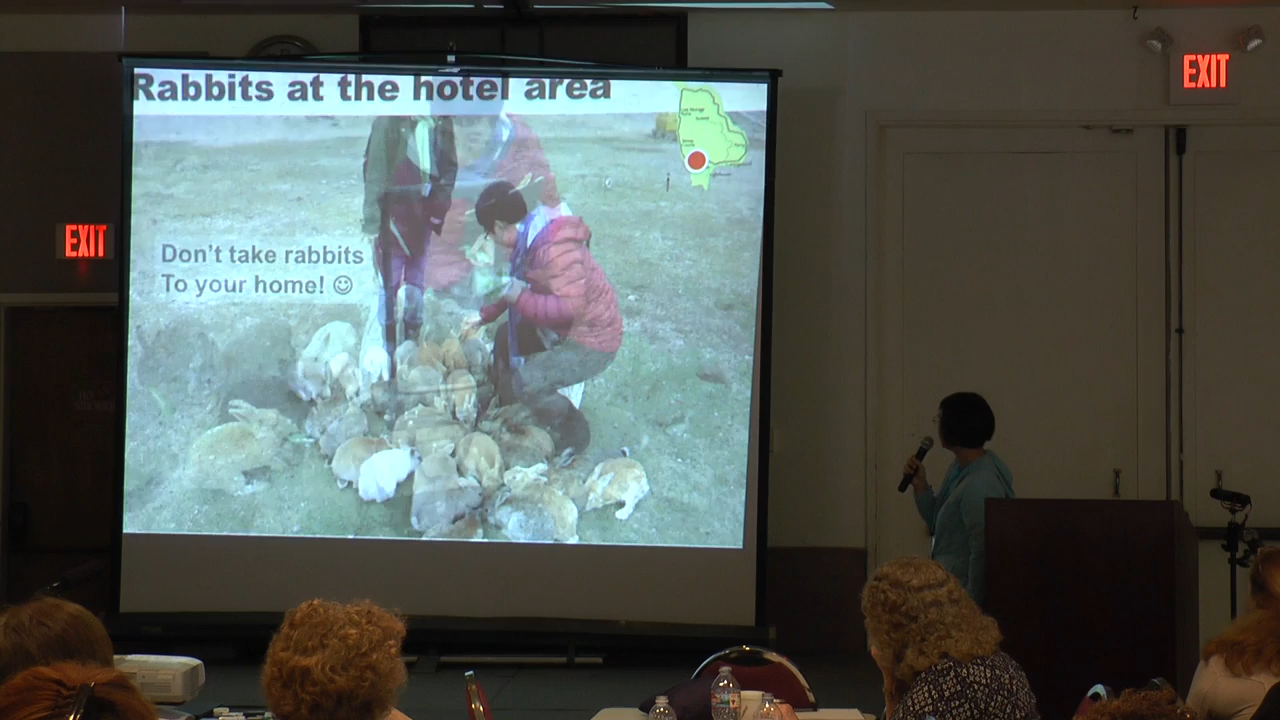 Rabbits at the hotel area
Don't take rabbits
To your home! ☺
EXIT
EXIT